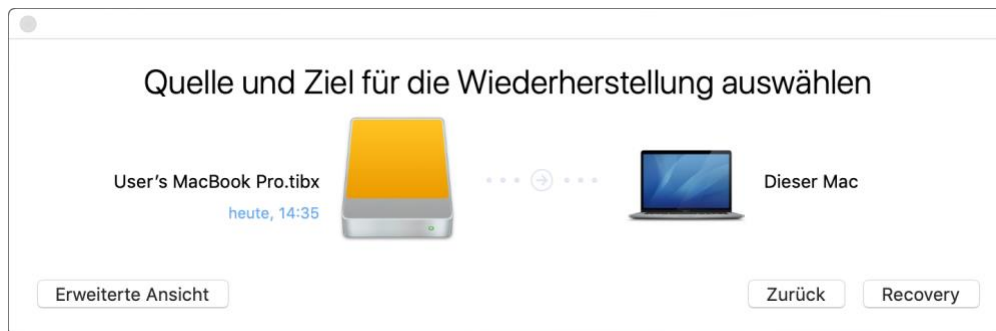 Quelle und Ziel für die Wiederherstellung auswählen
User's MacBook Pro.tibx
heute, 14:35
Dieser Mac
Erweiterte Ansicht
Zurück
Recovery